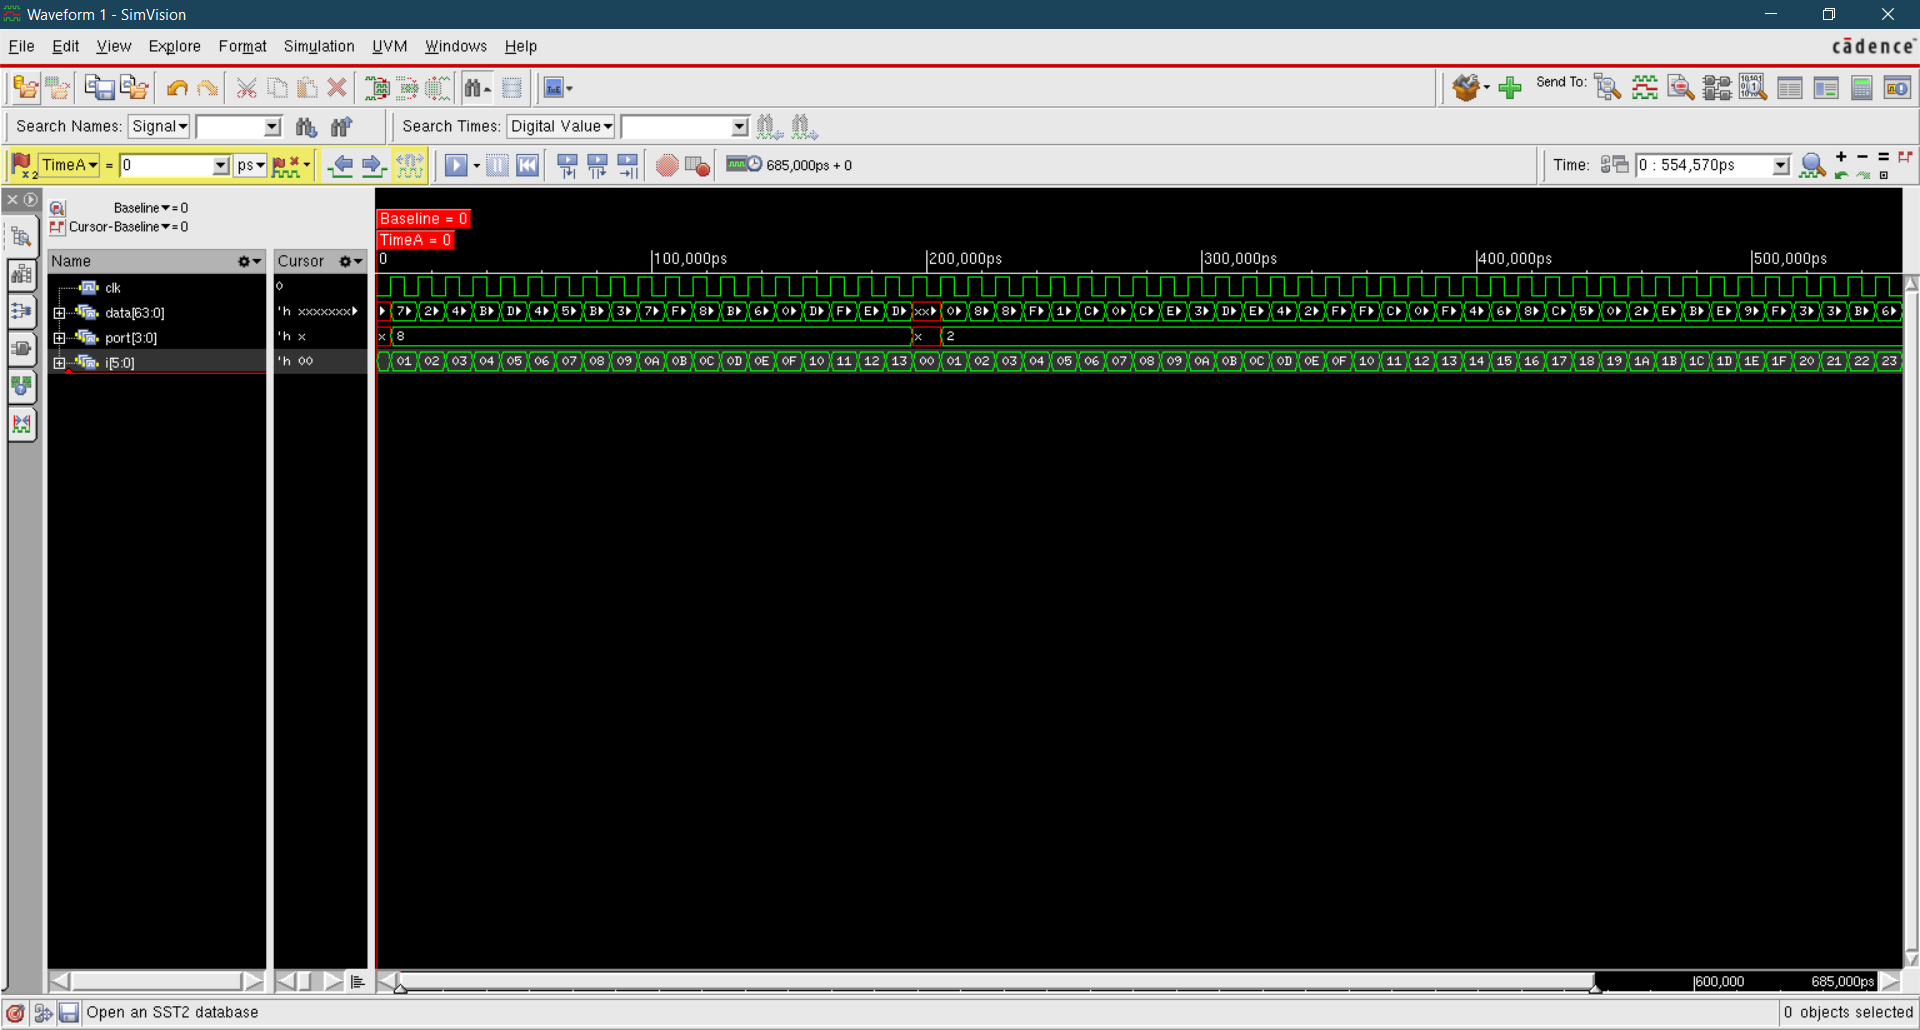 Waveform 1 - SimVision
File Edit View Explore Format Simulation UVM Windows Help
cādence
Send To:
Search Names: Signal
Search Times: Digital Value
x2 TimeA = 0 ps
685,000ps + 0
Time: 0 : 554,570ps
Baseline = 0
Cursor-Baseline = 0
Baseline = 0
TimeA = 0
Name Cursor
0 100,000ps 200,000ps 300,000ps 400,000ps 500,000ps
clk 0
data[63:0] 'h xxxxxxx 7 2 4 B D 4 5 B 3 7 F 8 B 6 0 D F E D xx 0 8 8 F 1 C 0 C E 3 D E 4 2 F F C 0 F 4 6 8 C 5 0 2 E B E 9 F 3 3 B 6
port[3:0] 'h x x 8 x 2
i[5:0] 'h 00 01 02 03 04 05 06 07 08 09 0A 0B 0C 0D 0E 0F 10 11 12 13 00 01 02 03 04 05 06 07 08 09 0A 0B 0C 0D 0E 0F 10 11 12 13 14 15 16 17 18 19 1A 1B 1C 1D 1E 1F 20 21 22 23
600,000 685,000ps
Open an SST2 database
0 objects selected